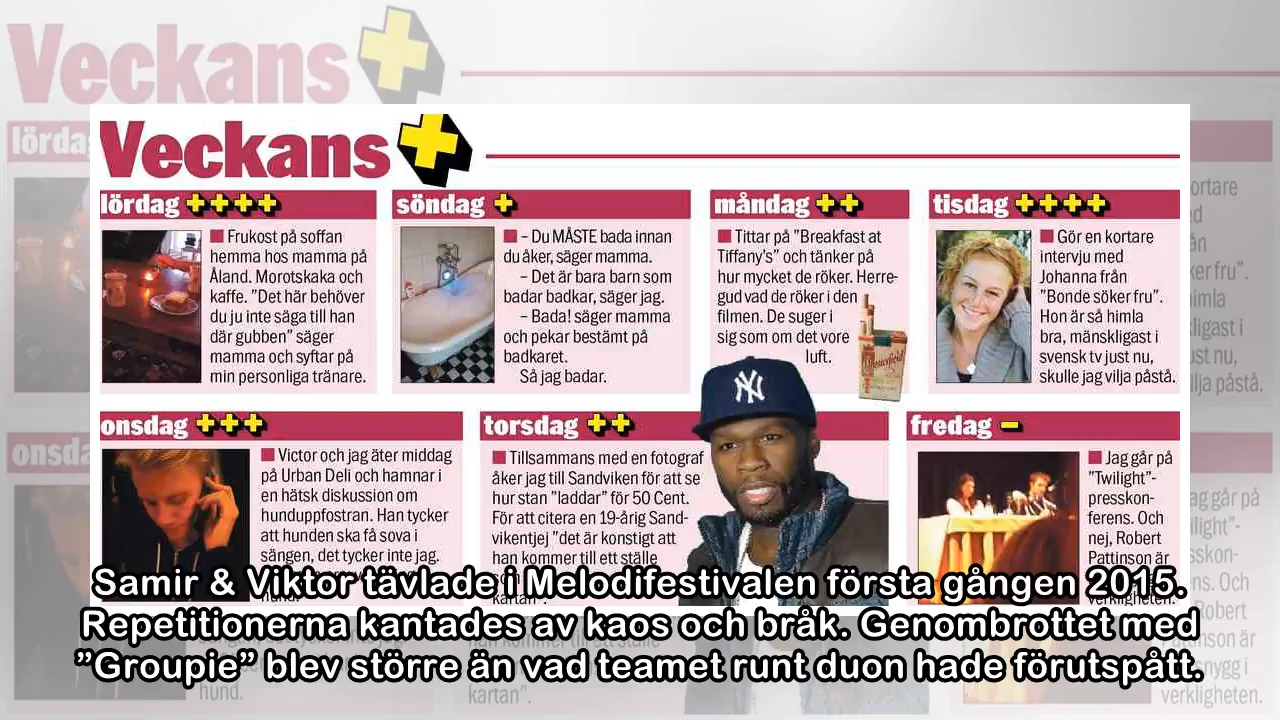 Veckans
lördag ++++
Frukost på soffan
hemma hos mamma på
Åland. Morotskaka och
kaffe. ”Det här behöver
du ju inte säga till han
där gubben” säger
mamma och syftar på
min personliga tränare.
söndag +
– Du MÅSTE bada innan
du åker, säger mamma.
– Det är bara barn som
badar badkar, säger jag.
– Bada! säger mamma
och pekar bestämt på
badkaret.
Så jag badar.
måndag ++
Tittar på ”Breakfast at
Tiffany’s” och tänker på
hur mycket de röker. Herre-
gud vad de röker i den
filmen. De suger i
sig som om det vore
luft.
Chesterfield
tisdag ++++
Gör en kortare
intervju med
Johanna från
”Bonde söker fru”.
Hon är så himla
bra, mänskligast i
svensk tv just nu,
skulle jag vilja påstå.
onsdag +++
Victor och jag äter middag
på Urban Deli och hamnar i
en hätsk diskussion om
hunduppfostran. Han tycker
att hunden ska få sova i
sängen, det tycker inte jag.
hund.
torsdag ++
Tillsammans med en fotograf
åker jag till Sandviken för att se
hur stan ”laddar” för 50 Cent.
För att citera en 19-årig Sand-
vikentjej ”det är konstigt att
han kommer till ett ställe
kartan”.
NY
fredag –
Jag går på
”Twilight”-
presskon-
ferens. Och
nej, Robert
Pattinson är
verkligheten.
Samir & Viktor tävlade i Melodifestivalen första gången 2015.
Repetitionerna kantades av kaos och bråk. Genombrottet med
”Groupie” blev större än vad teamet runt duon hade förutspått.